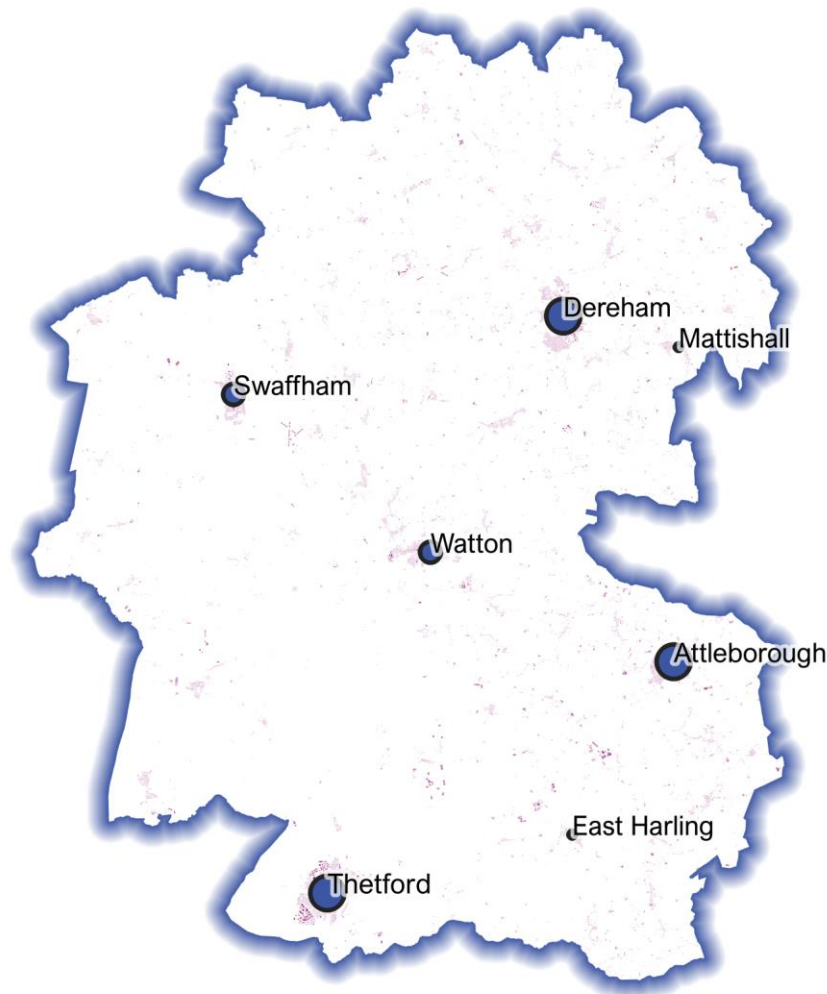 Dereham
Mattishall
Swaffham
Watton
Attleborough
East Harling
Thetford